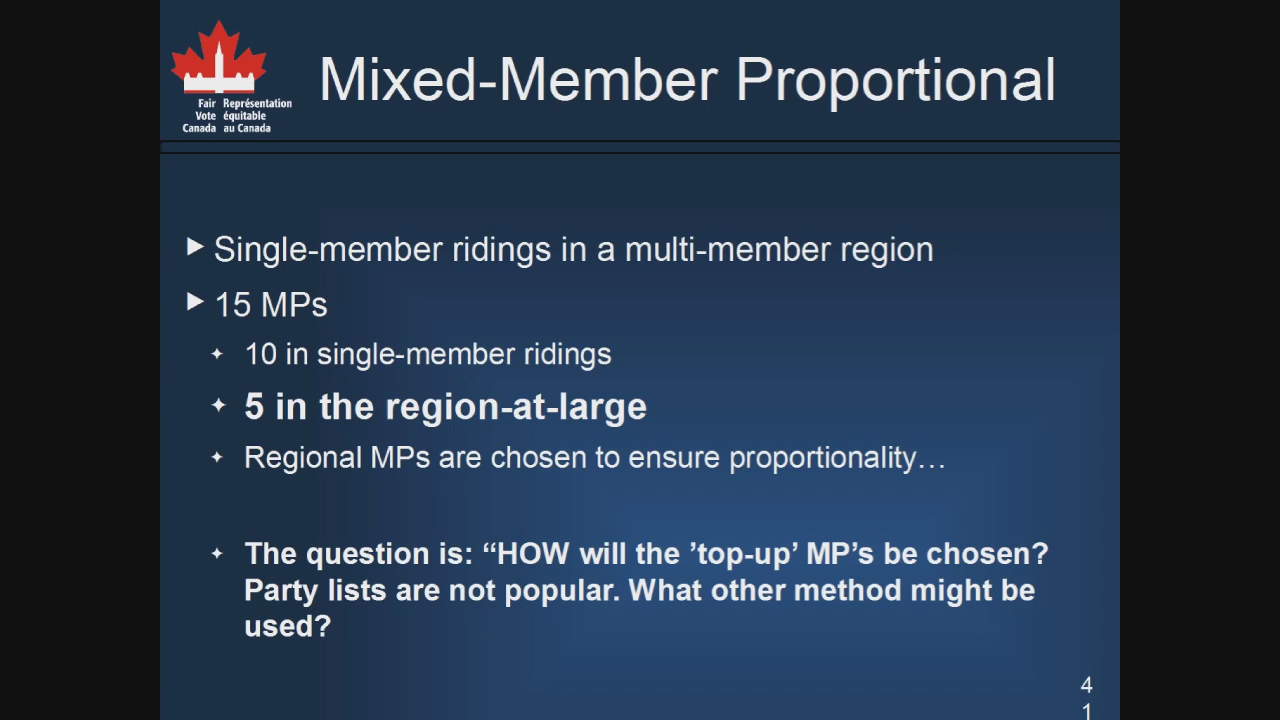 Mixed-Member Proportional
Fair Représentation
Vote équitable
Canada au Canada
Single-member ridings in a multi-member region
15 MPs
10 in single-member ridings
5 in the region-at-large
Regional MPs are chosen to ensure proportionality…
The question is: “HOW will the ’top-up’ MP’s be chosen?
Party lists are not popular. What other method might be
used?
4
1